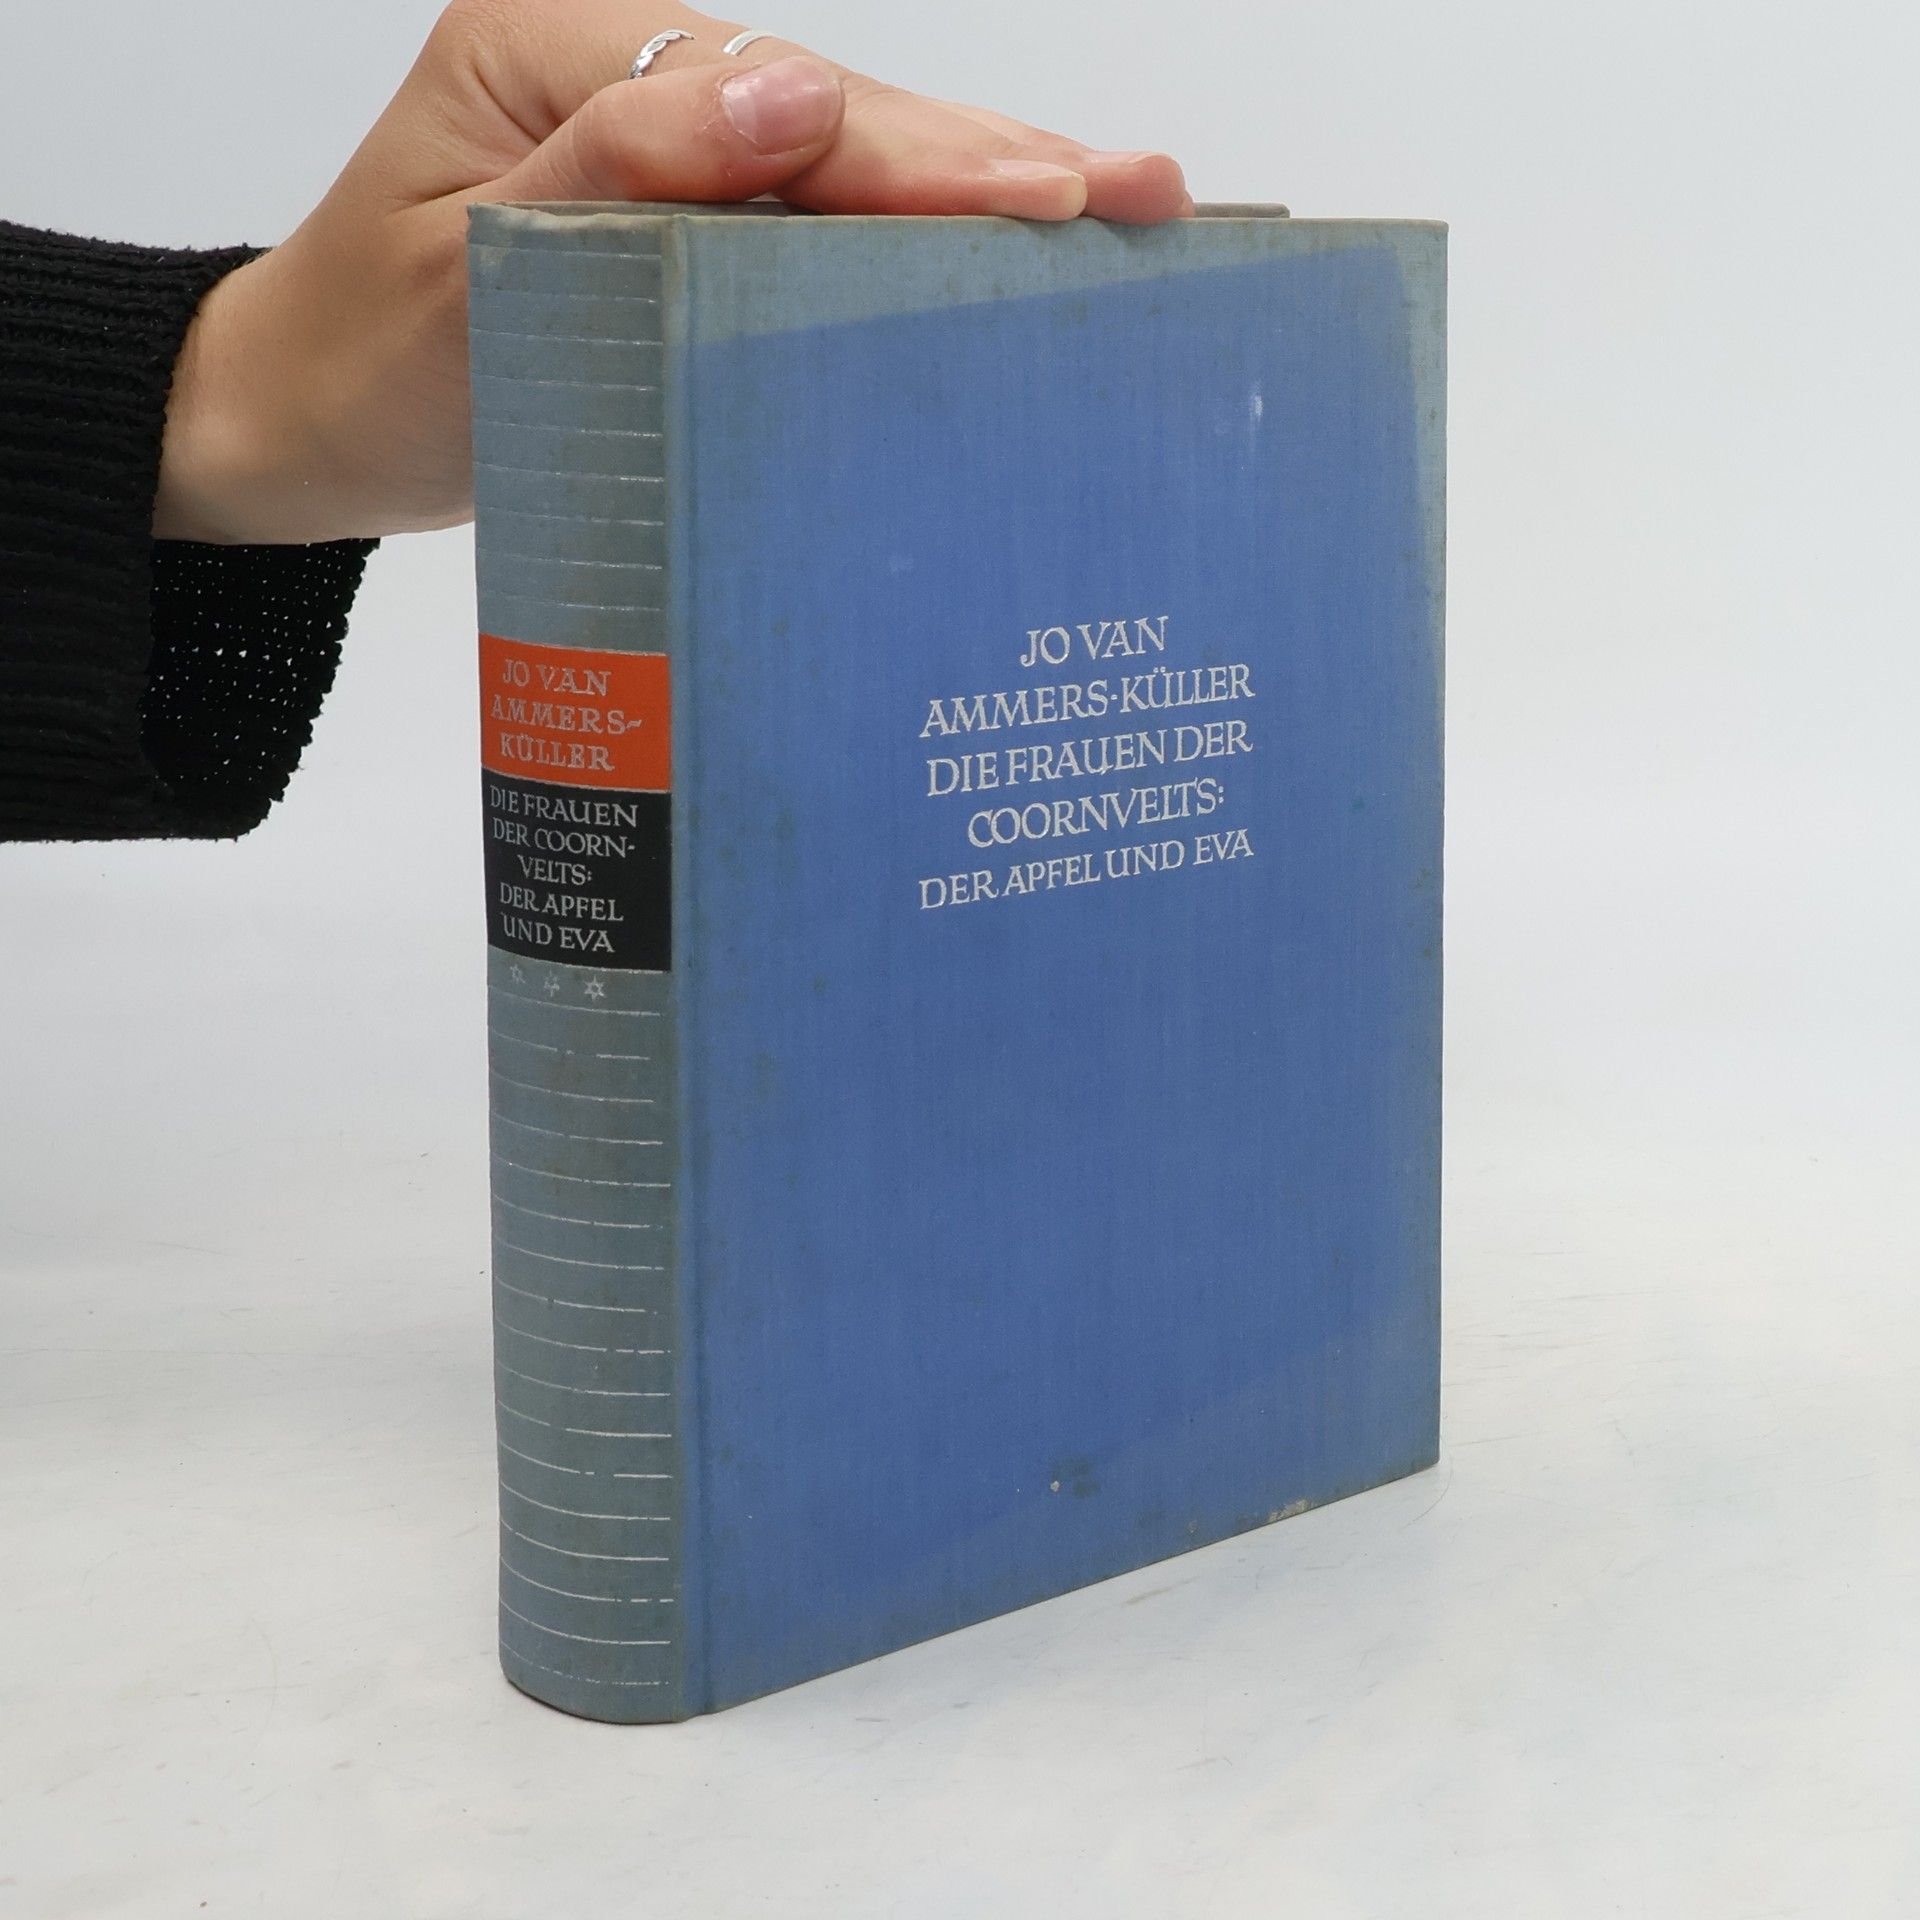 JO VAN
AMMERS-
KÜLLER
DIE FRAUEN
DER COORN-
VELTS:
DER APFEL
UND EVA
JO VAN
AMMERS-KÜLLER
DIE FRAUEN DER
COORNVELTS:
DER APFEL UND EVA